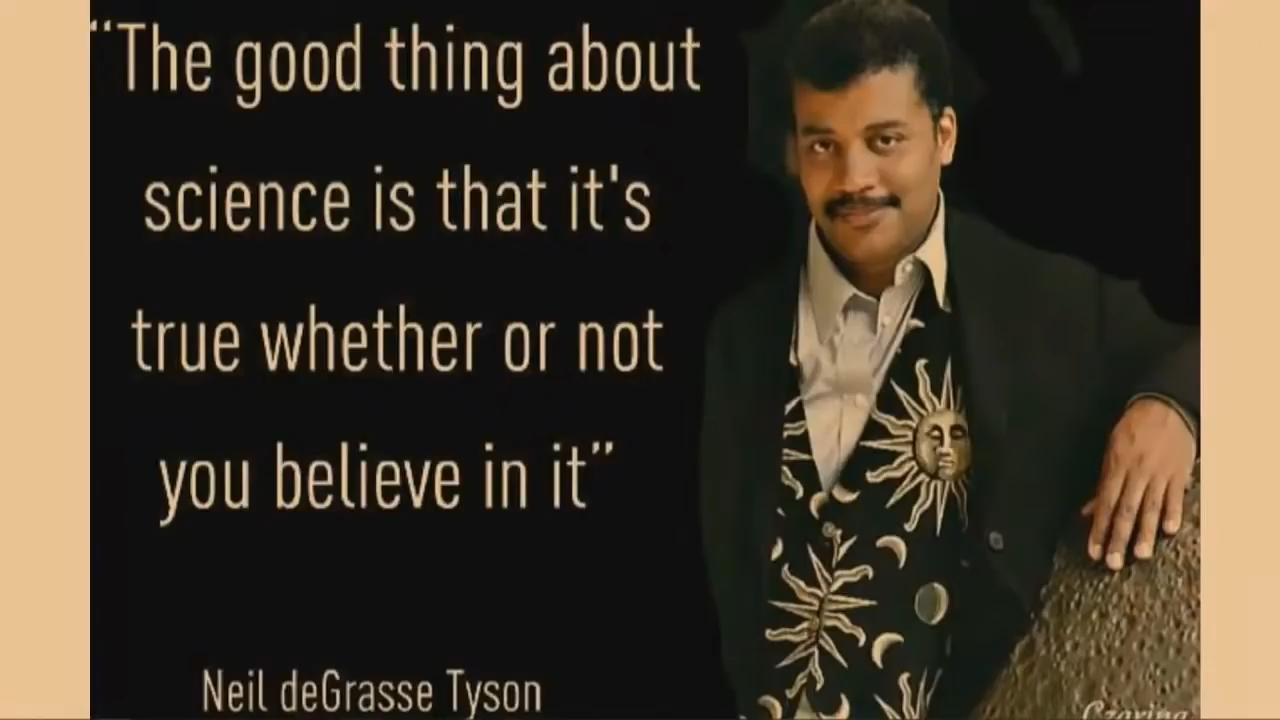 “The good thing about
science is that it's
true whether or not
you believe in it”
Neil deGrasse Tyson
Czarina